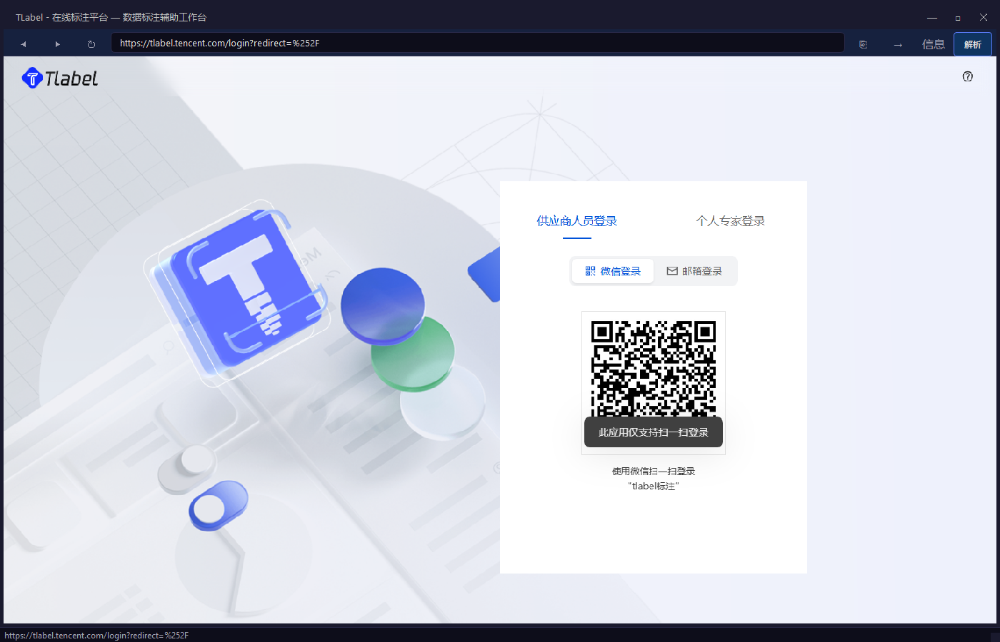 TLabel - 在线标注平台 — 数据标注辅助工作台
https://tlabel.tencent.com/login?redirect=%252F
信息
解析
Tlabel
供应商人员登录
个人专家登录
微信登录
邮箱登录
此应用仅支持扫一扫登录
使用微信扫一扫登录
“tlabel标注”
https://tlabel.tencent.com/login?redirect=%252F